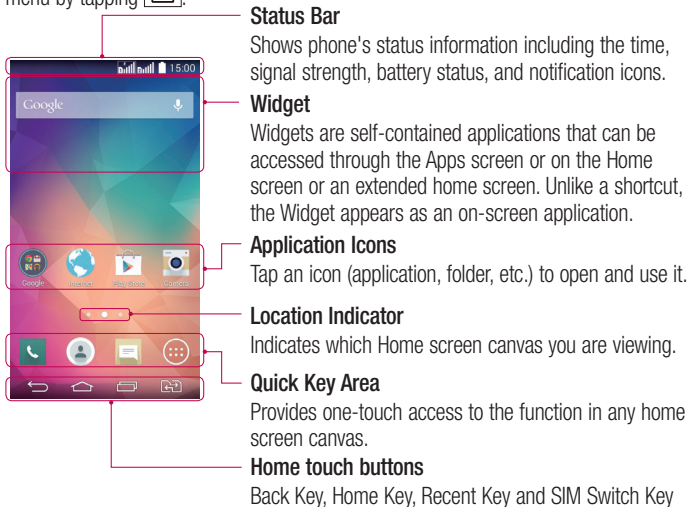 menu by tapping
Status Bar
Shows phone's status information including the time,
signal strength, battery status, and notification icons.
15:00
Google
Widget
Widgets are self-contained applications that can be
accessed through the Apps screen or on the Home
screen or an extended home screen. Unlike a shortcut,
the Widget appears as an on-screen application.
Application Icons
Tap an icon (application, folder, etc.) to open and use it.
Google Internet Play Store Camera
Location Indicator
Indicates which Home screen canvas you are viewing.
Quick Key Area
Provides one-touch access to the function in any home
screen canvas.
Home touch buttons
Back Key, Home Key, Recent Key and SIM Switch Key